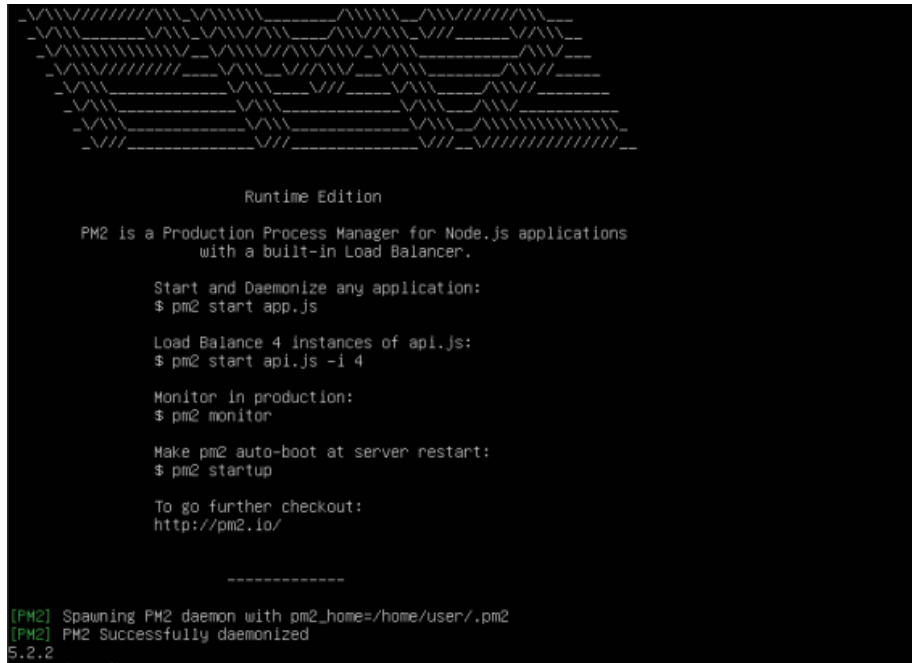 Runtime Edition
PM2 is a Production Process Manager for Node.js applications
with a built-in Load Balancer.
Start and Daemonize any application:
$ pm2 start app.js
Load Balance 4 instances of api.js:
$ pm2 start api.js -i 4
Monitor in production:
$ pm2 monitor
Make pm2 auto-boot at server restart:
$ pm2 startup
To go further checkout:
http://pm2.io/
-------------
[PM2] Spawning PM2 daemon with pm2_home=/home/user/.pm2
[PM2] PM2 Successfully daemonized
5.2.2